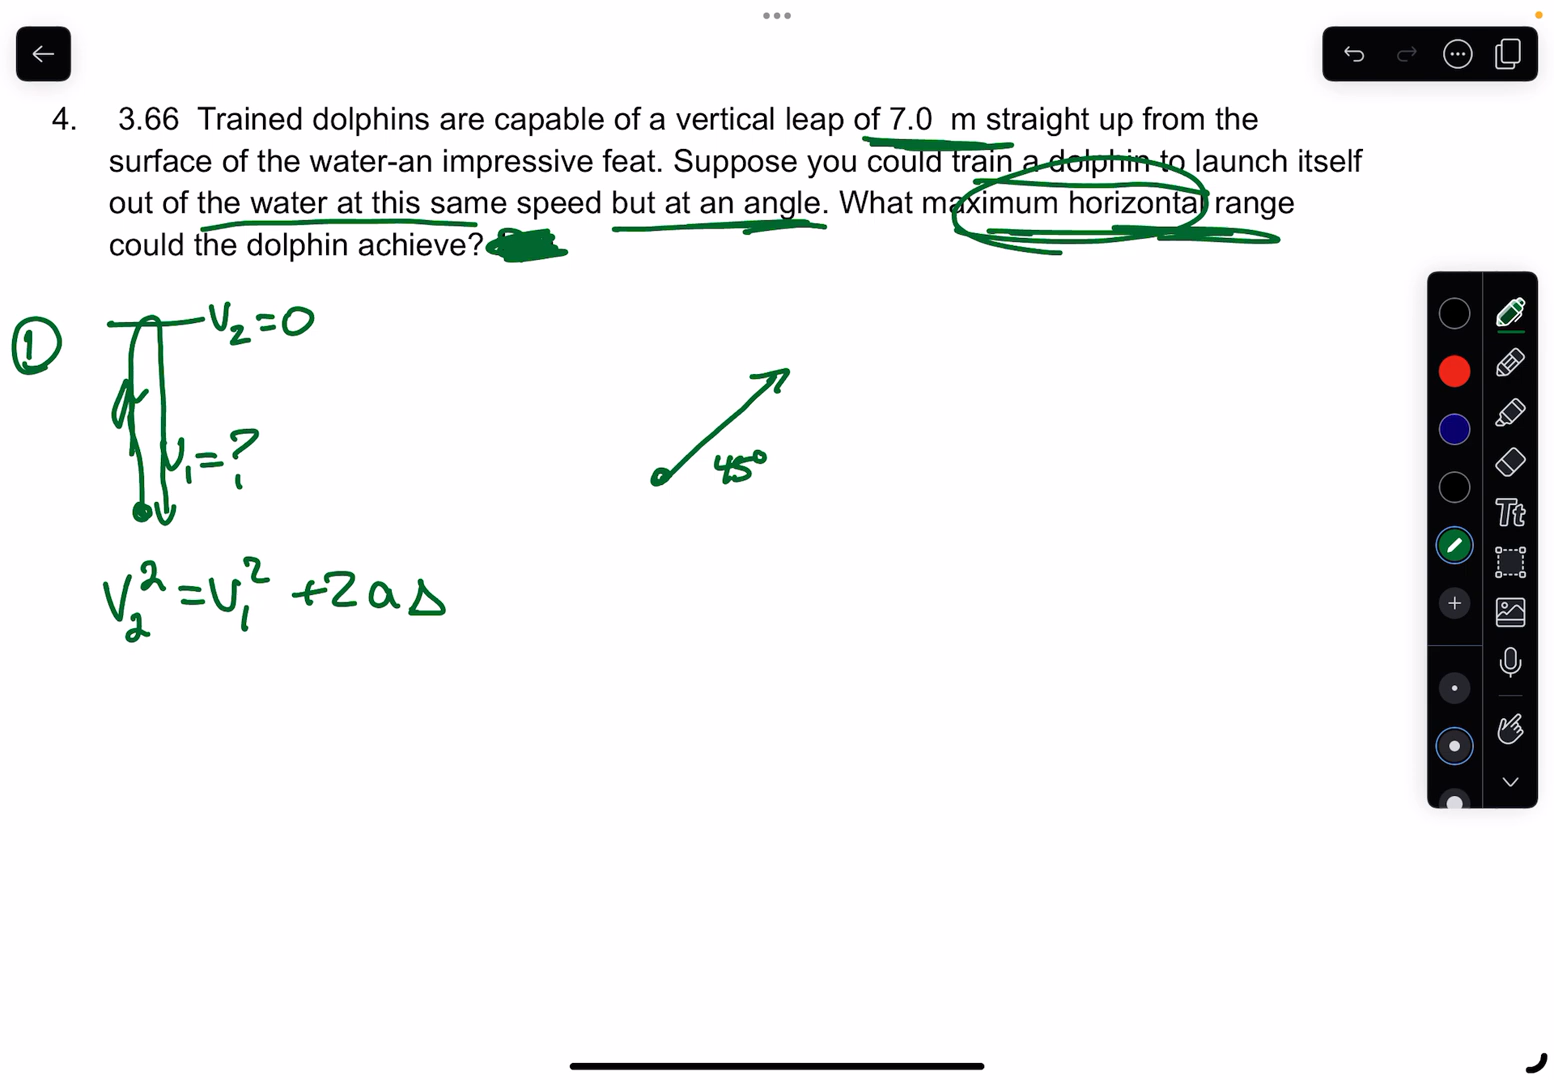 4. 3.66 Trained dolphins are capable of a vertical leap of 7.0 m straight up from the
surface of the water-an impressive feat. Suppose you could train a dolphin to launch itself
out of the water at this same speed but at an angle. What maximum horizontal range
could the dolphin achieve?
①
V₂=0
V₁=?
45°
V₂²=V₁²+2aΔ
Tt